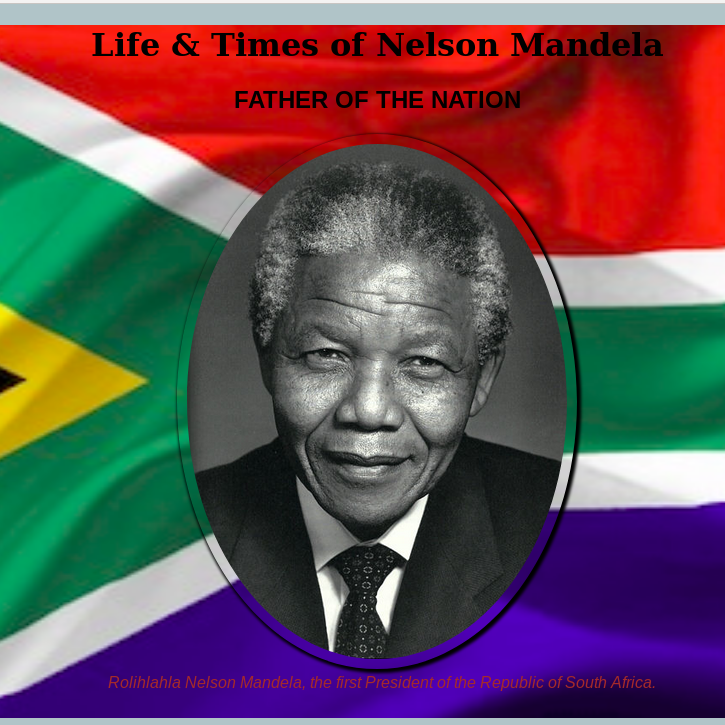 Life & Times of Nelson Mandela
FATHER OF THE NATION
Rolihlahla Nelson Mandela, the first President of the Republic of South Africa.